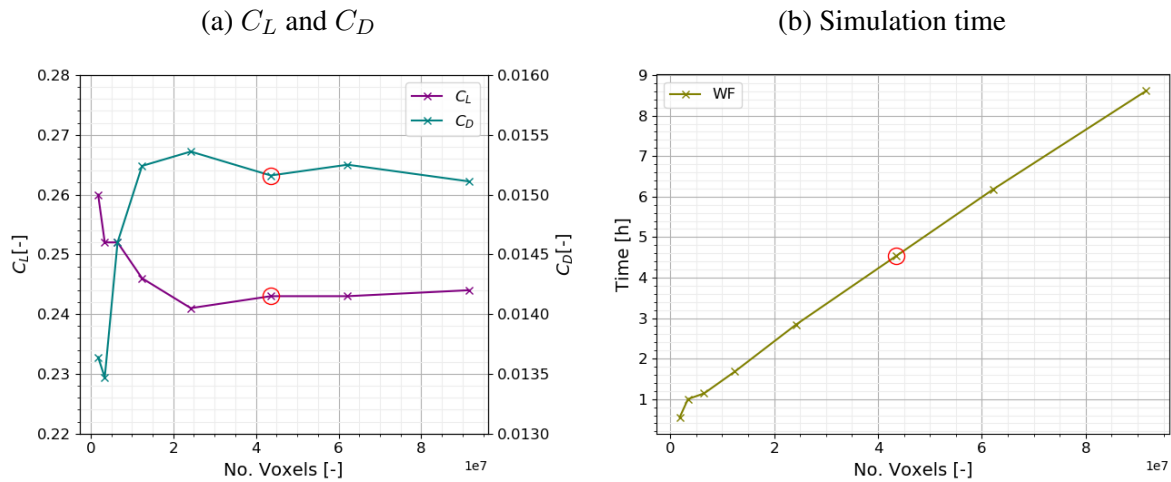 (a) C_L and C_D
(b) Simulation time
0.28
0.27
0.26
0.25
0.24
0.23
0.22
C_L[-]
0.0160
0.0155
0.0150
0.0145
0.0140
0.0135
0.0130
C_D[-]
C_L
C_D
0
2
4
6
8
1e7
No. Voxels [-]
9
8
7
6
5
4
3
2
1
Time [h]
WF
0
2
4
6
8
1e7
No. Voxels [-]